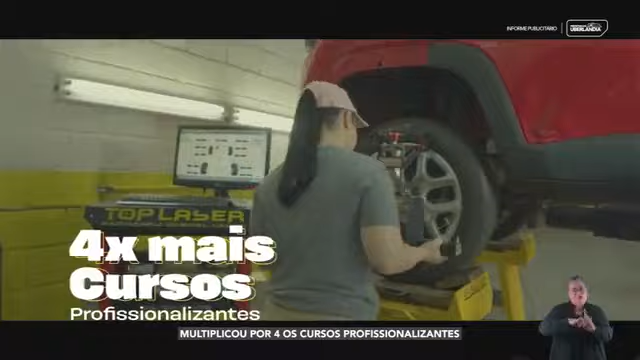 INFORME PUBLICITÁRIO
UBERLÂNDIA
TOP LASER
4x mais
Cursos
Profissionalizantes
MULTIPLICOU POR 4 OS CURSOS PROFISSIONALIZANTES